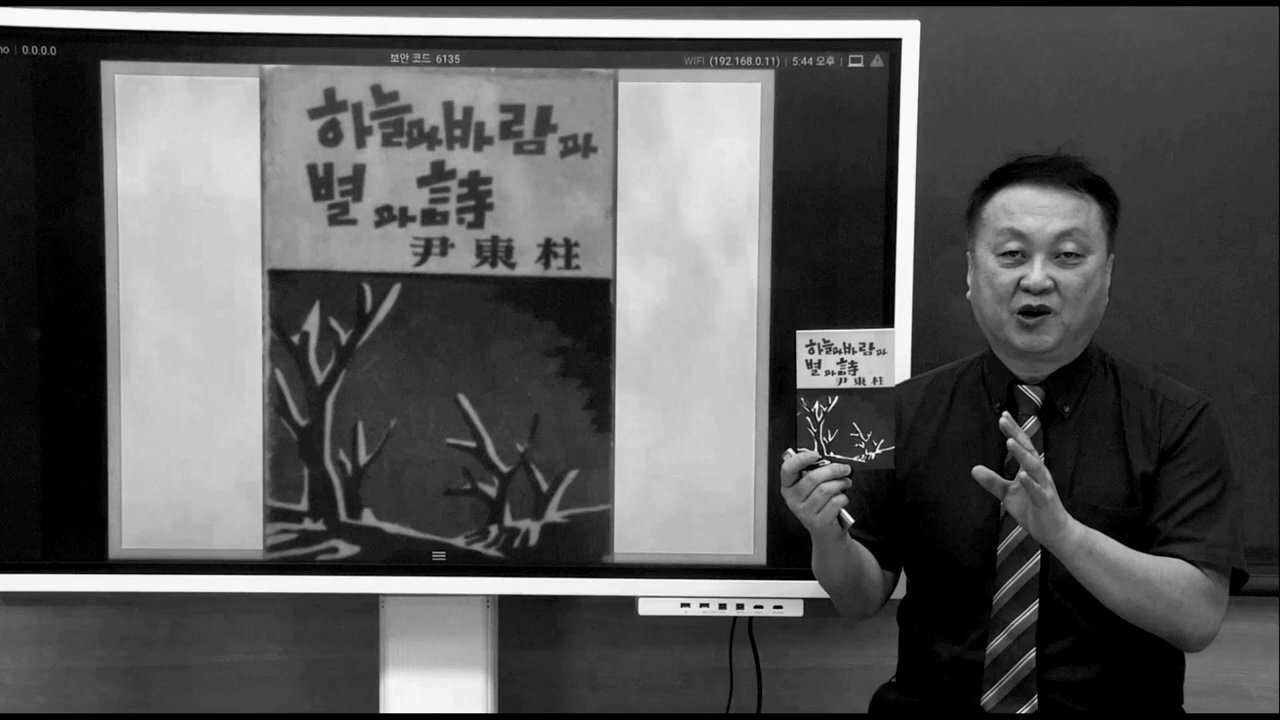 no | 0.0.0.0
보안 코드 6135
WIFI (192.168.0.11) | 5:44 오후
하늘과바람과
별과詩
尹東柱
하늘과바람과
별과詩
尹東柱